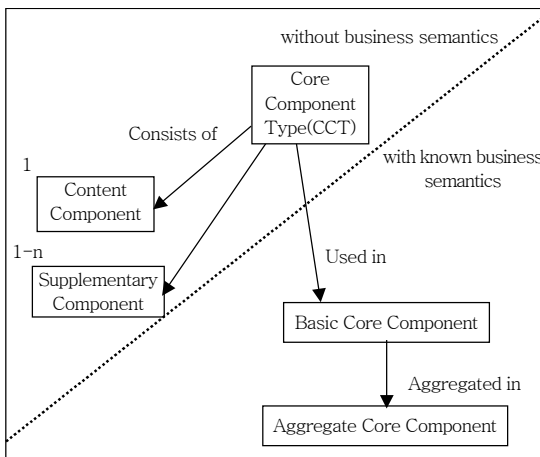 without business semantics
Core
Component
Type(CCT)
Consists of
with known business
semantics
1
Content
Component
1-n
Supplementary
Component
Used in
Basic Core Component
Aggregated in
Aggregate Core Component